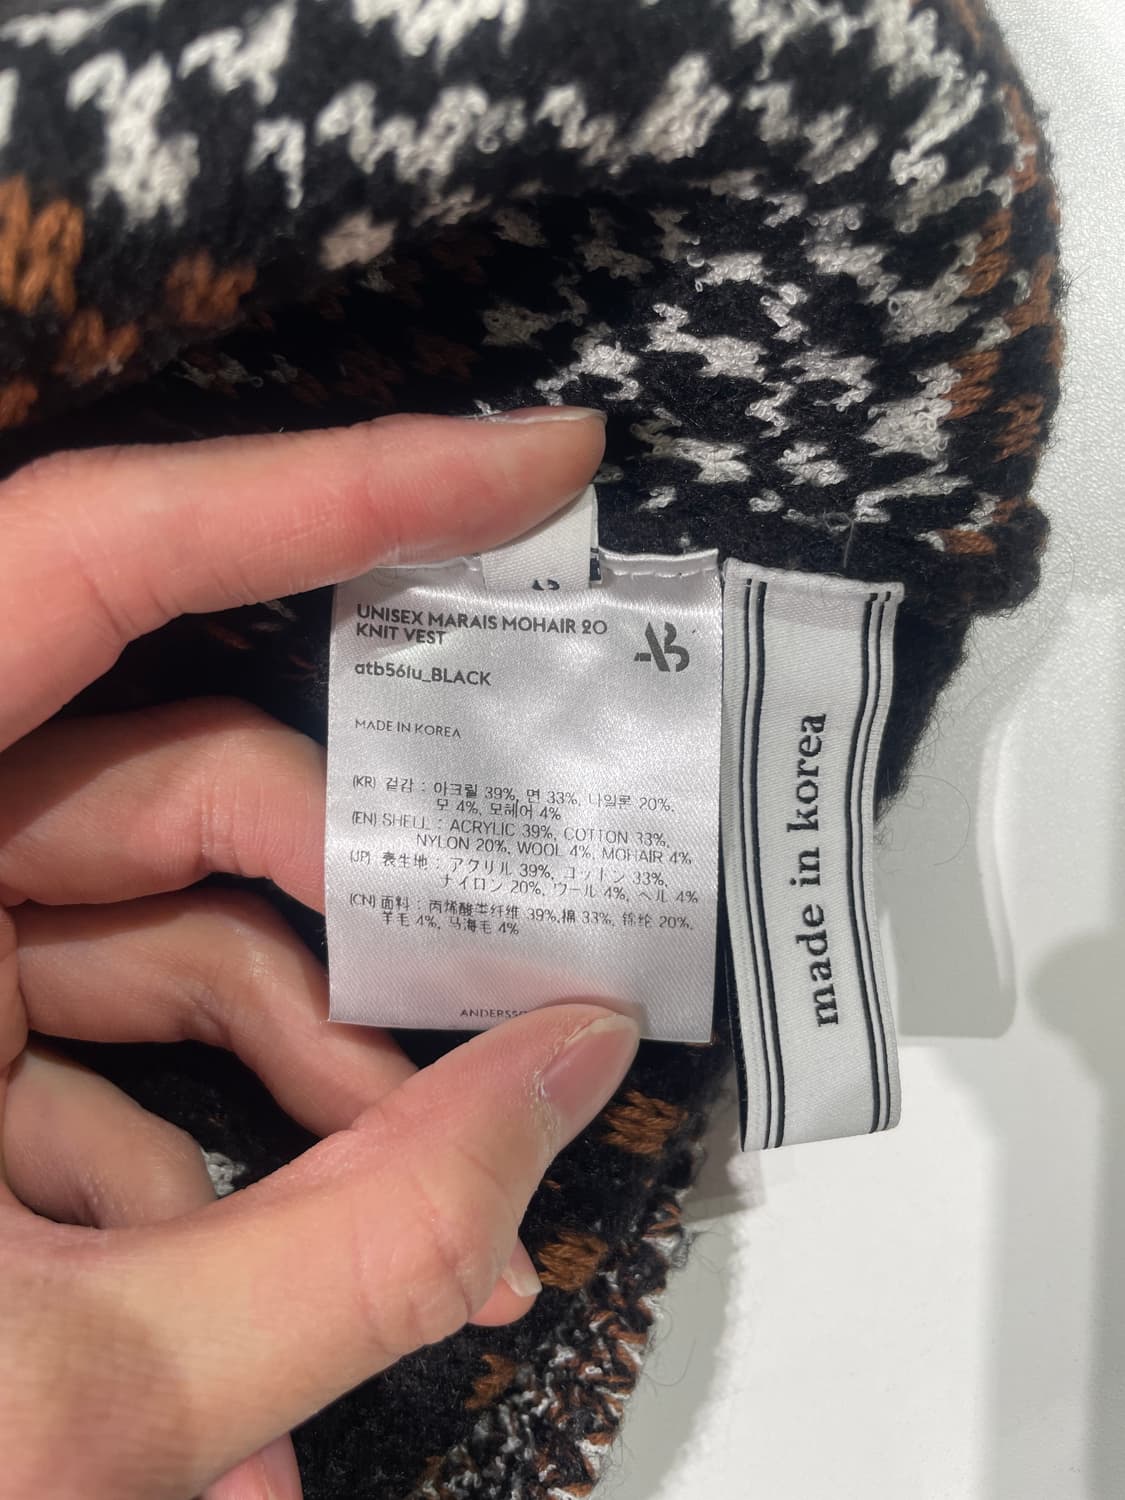 UNISEX MARAIS MOHAIR 20
KNIT VEST
atb561u_BLACK
AB
MADE IN KOREA
(KR) 겉감 : 아크릴 39%, 면 33%, 나일론 20%,
모 4%, 모헤어 4%
(EN) SHELL : ACRYLIC 39%, COTTON 33%,
NYLON 20%, WOOL 4%, MOHAIR 4%
(JP) 表生地 : アクリル 39%, コットン 33%,
ナイロン 20%, ウール 4%, ヘル 4%
(CN) 面料 : 丙烯酸类纤维 39%,棉 33%, 锦纶 20%,
羊毛 4%, 马海毛 4%
made in korea